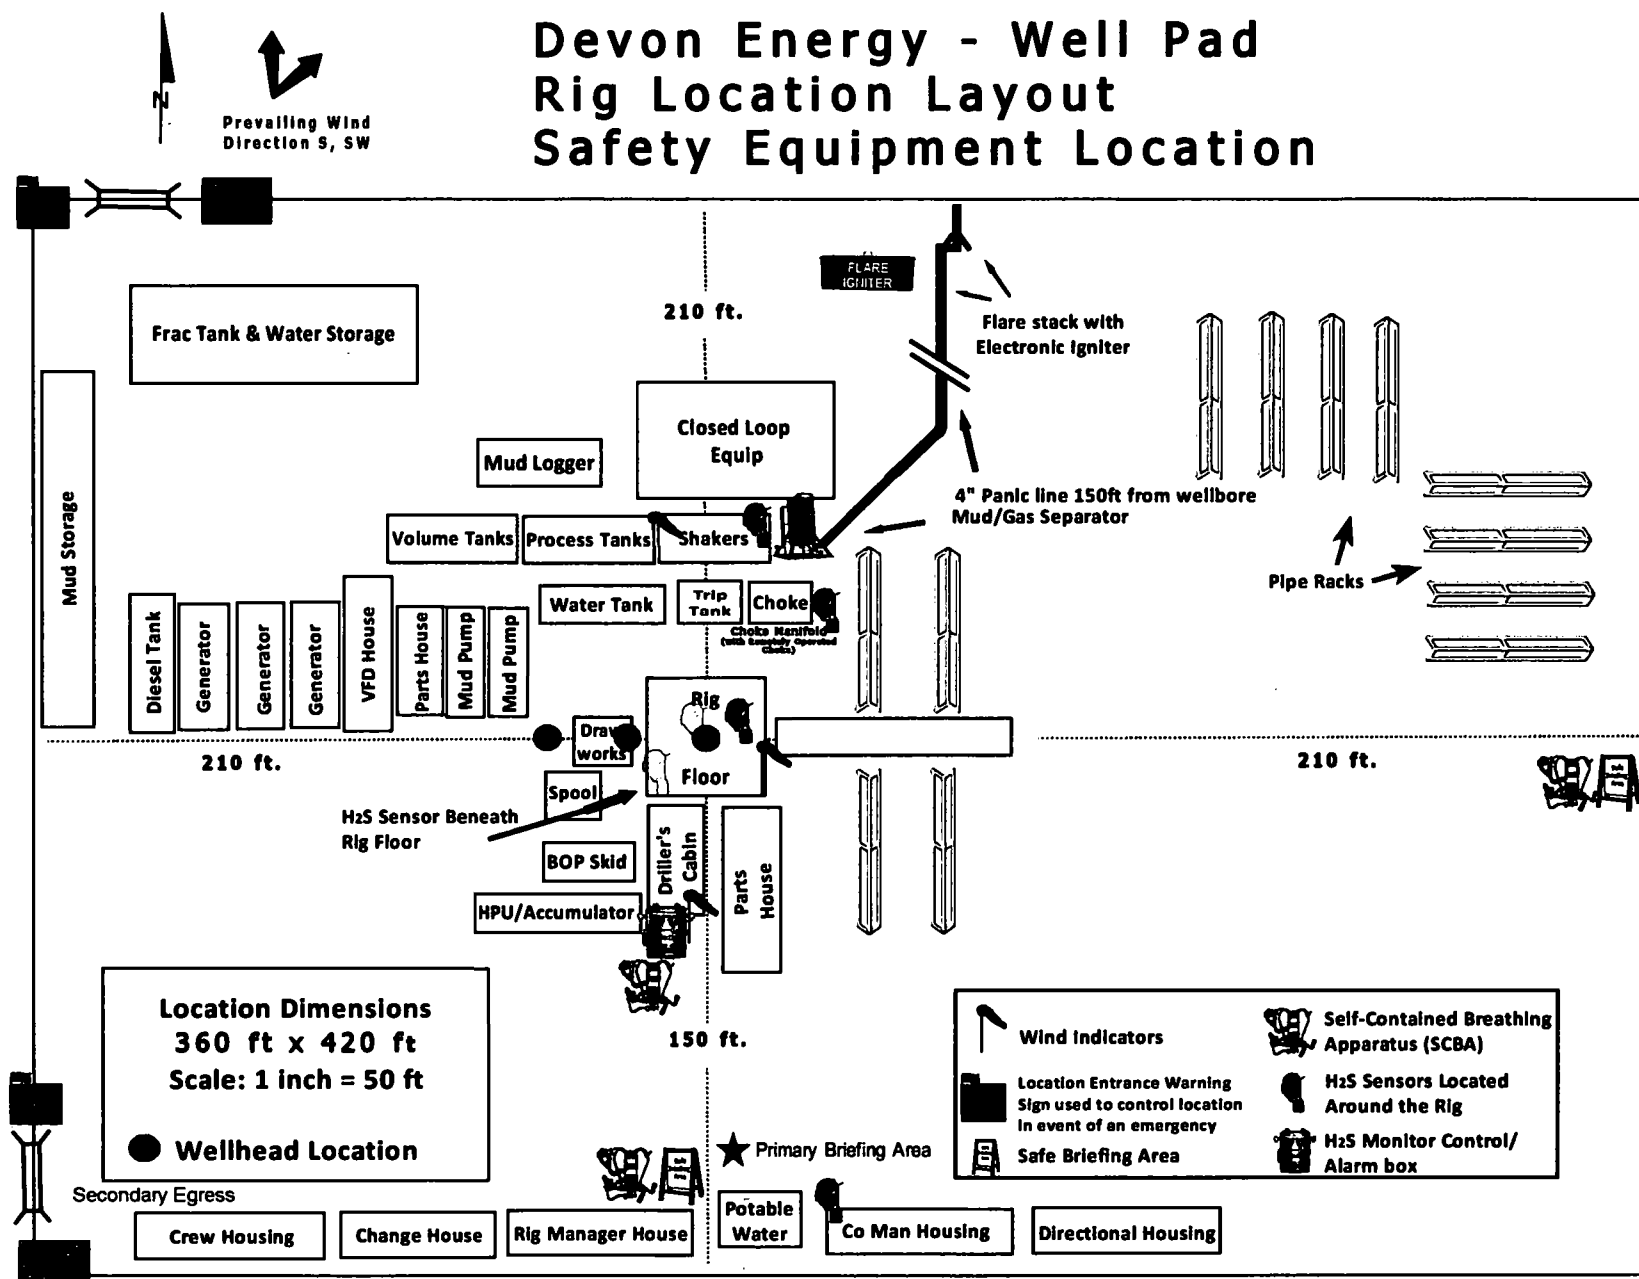 Devon Energy - Well Pad
Rig Location Layout
Safety Equipment Location
N
Prevailing Wind
Direction S, SW
FLARE
IGNITER
210 ft.
Flare stack with
Electronic Igniter
Frac Tank & Water Storage
Closed Loop
Equip
Mud Logger
4" Panic line 150ft from wellbore
Mud/Gas Separator
Mud Storage
Volume Tanks
Process Tanks
Shakers
Pipe Racks
Water Tank
Trip
Tank
Choke
Choke Manifold
(with Remotely Operated
Choke)
Diesel Tank
Generator
Generator
Generator
VFD House
Parts House
Mud Pump
Mud Pump
Rig
Floor
Draw
works
210 ft.
210 ft.
Spool
H2S Sensor Beneath
Rig Floor
BOP Skid
Driller's
Cabin
Parts
House
HPU/Accumulator
Location Dimensions
360 ft x 420 ft
Scale: 1 inch = 50 ft
Wellhead Location
150 ft.
Wind Indicators
Location Entrance Warning
Sign used to control location
in event of an emergency
Safe Briefing Area
Self-Contained Breathing
Apparatus (SCBA)
H2S Sensors Located
Around the Rig
H2S Monitor Control/
Alarm box
Primary Briefing Area
Secondary Egress
Crew Housing
Change House
Rig Manager House
Potable
Water
Co Man Housing
Directional Housing